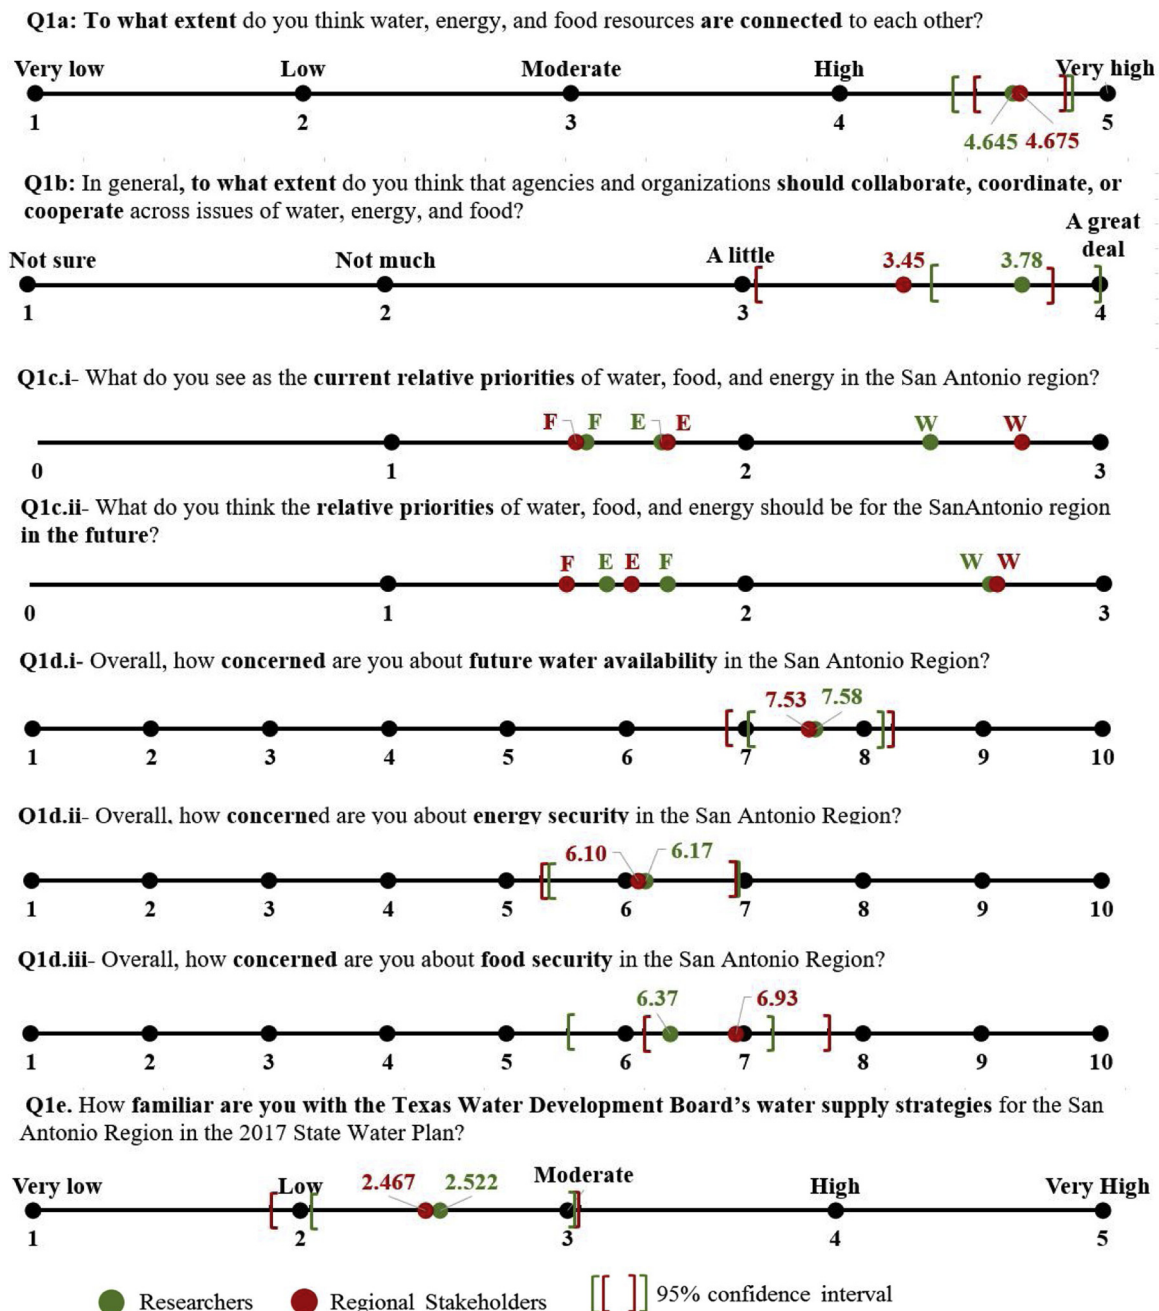 Q1a: To what extent do you think water, energy, and food resources are connected to each other?
Very low Low Moderate High Very high
1 2 3 4 5
4.645 4.675
Q1b: In general, to what extent do you think that agencies and organizations should collaborate, coordinate, or
cooperate across issues of water, energy, and food?
Not sure Not much A little A great
deal
3.45 3.78
1 2 3 4
Q1c.i- What do you see as the current relative priorities of water, food, and energy in the San Antonio region?
F F E E W W
0 1 2 3
Q1c.ii- What do you think the relative priorities of water, food, and energy should be for the SanAntonio region
in the future?
F E E F W W
0 1 2 3
Q1d.i- Overall, how concerned are you about future water availability in the San Antonio Region?
7.53 7.58
1 2 3 4 5 6 7 8 9 10
Q1d.ii- Overall, how concerned are you about energy security in the San Antonio Region?
6.10 6.17
1 2 3 4 5 6 7 8 9 10
Q1d.iii- Overall, how concerned are you about food security in the San Antonio Region?
6.37 6.93
1 2 3 4 5 6 7 8 9 10
Q1e. How familiar are you with the Texas Water Development Board's water supply strategies for the San
Antonio Region in the 2017 State Water Plan?
Very low Low 2.467 2.522 Moderate High Very High
1 2 3 4 5
Researchers Regional Stakeholders 95% confidence interval